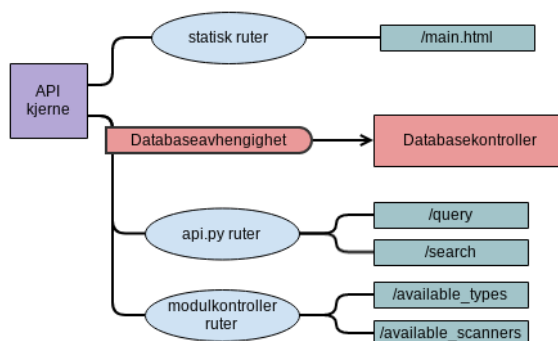 statisk ruter
/main.html
API
kjerne
Databaseavhengighet
Databasekontroller
api.py ruter
/query
/search
modulkontroller
ruter
/available_types
/available_scanners